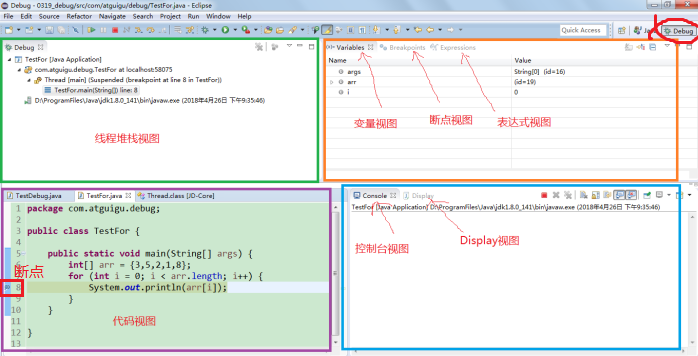 Debug - 0319_debug/src/com/atguigu/debug/TestFor.java - Eclipse
File Edit Source Refactor Navigate Search Project Run Window Help
Quick Access
Java
Debug
Debug
TestFor [Java Application]
com.atguigu.debug.TestFor at localhost:58075
Thread [main] (Suspended (breakpoint at line 8 in TestFor))
TestFor.main(String[]) line: 8
D:\ProgramFiles\Java\jdk1.8.0_141\bin\javaw.exe (2018年4月26日 下午9:35:46)
线程堆栈视图
Variables Breakpoints Expressions
Name Value
args String[0] (id=16)
arr (id=19)
i 0
变量视图
断点视图
表达式视图
TestDebug.java TestFor.java Thread.class [JD-Core]
1 package com.atguigu.debug;
2
3 public class TestFor {
4
5 public static void main(String[] args) {
6 int[] arr = {3,5,2,1,8};
7 for (int i = 0; i < arr.length; i++) {
断点
8 System.out.println(arr[i]);
9 }
10 }
11
12 }
13
代码视图
Console Display
TestFor [Java Application] D:\ProgramFiles\Java\jdk1.8.0_141\bin\javaw.exe (2018年4月26日 下午9:35:46)
控制台视图
Display视图